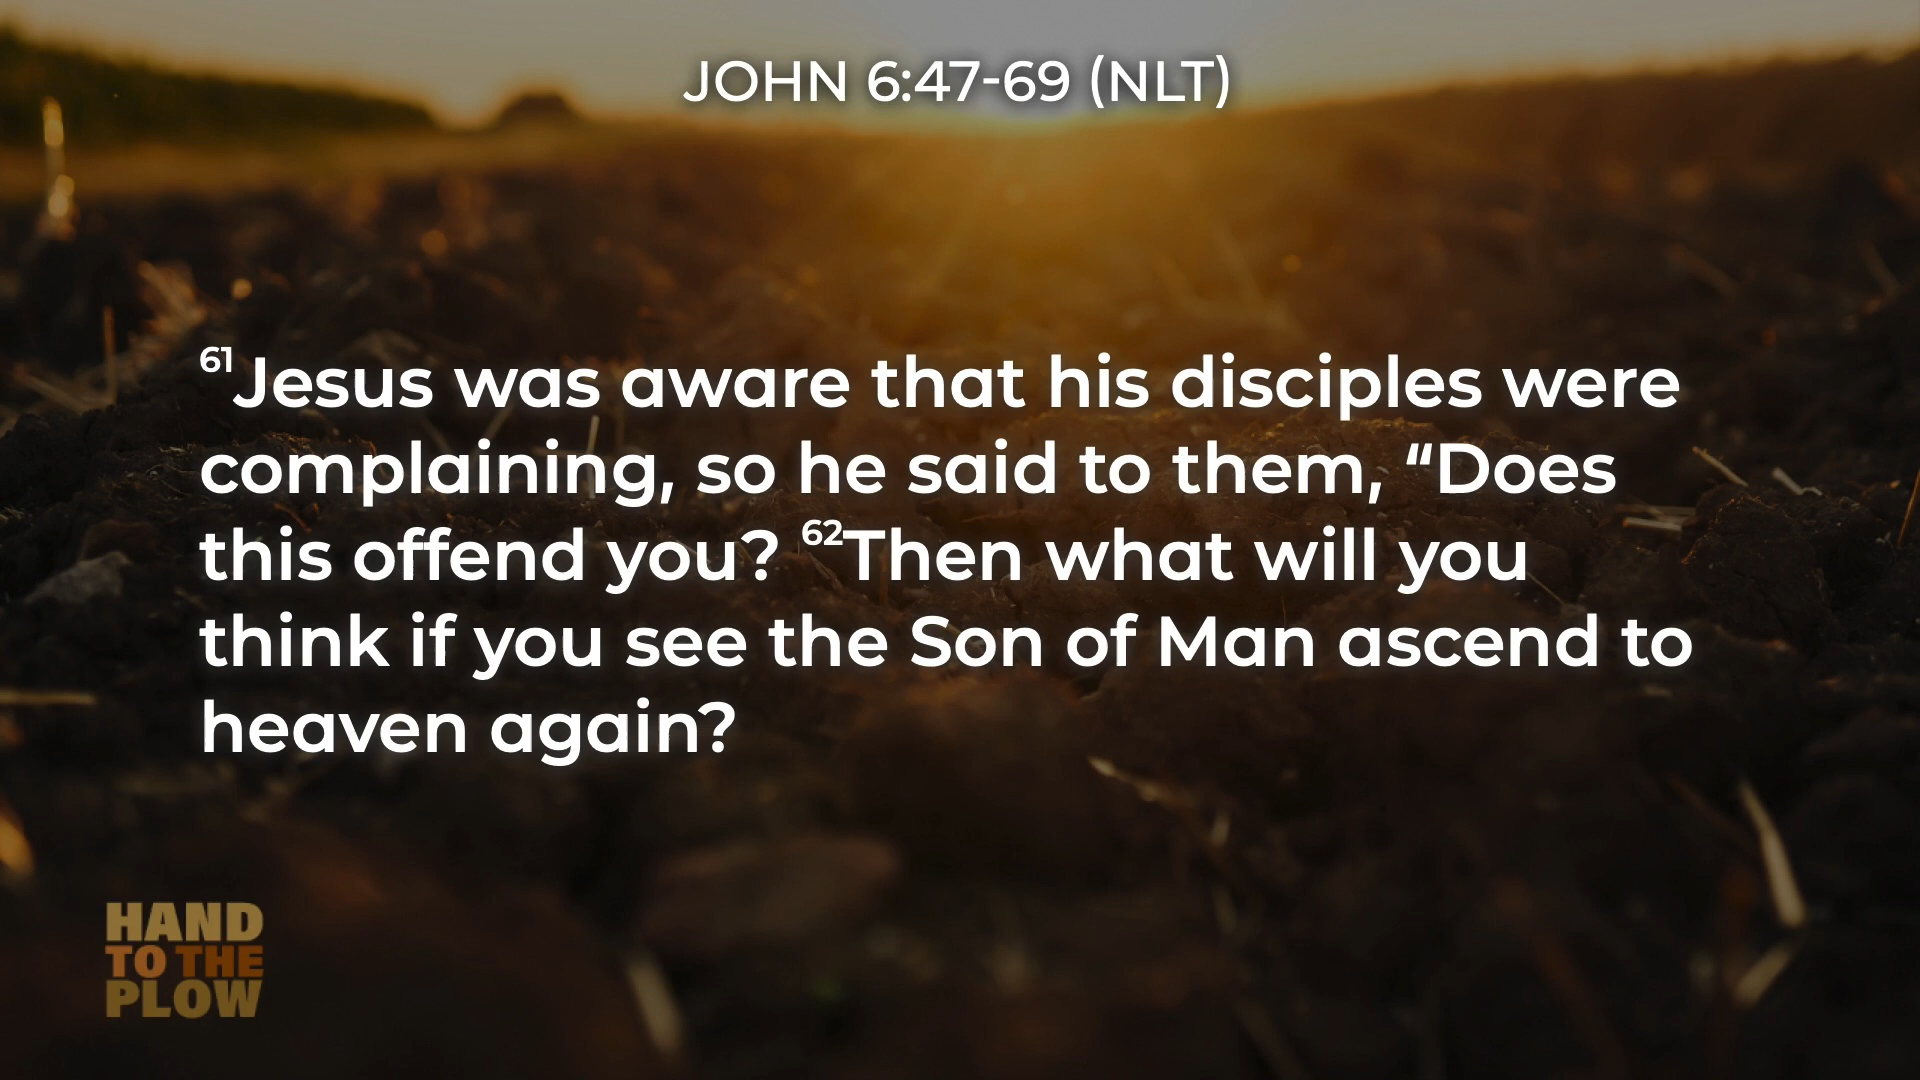 JOHN 6:47-69 (NLT)
61Jesus was aware that his disciples were
complaining, so he said to them, “Does
this offend you? 62Then what will you
think if you see the Son of Man ascend to
heaven again?
HAND
TO THE
PLOW